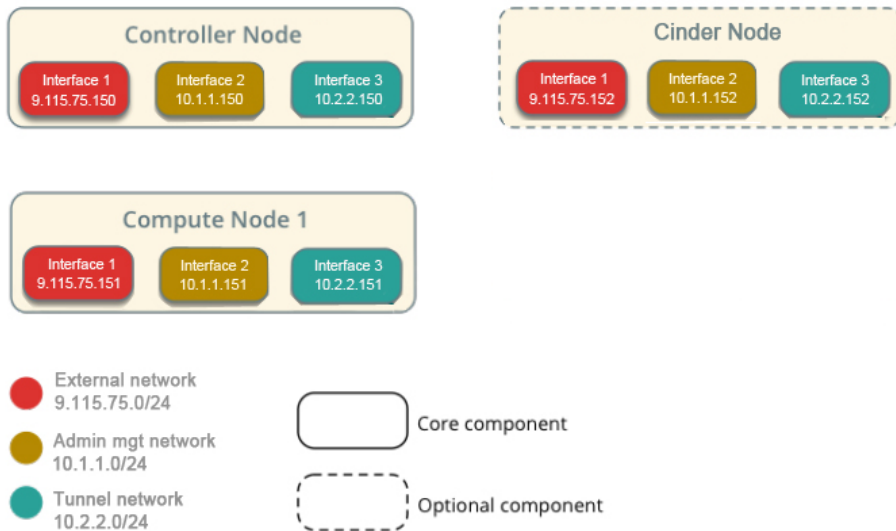 Controller Node
Interface 1
9.115.75.150
Interface 2
10.1.1.150
Interface 3
10.2.2.150
Cinder Node
Interface 1
9.115.75.152
Interface 2
10.1.1.152
Interface 3
10.2.2.152
Compute Node 1
Interface 1
9.115.75.151
Interface 2
10.1.1.151
Interface 3
10.2.2.151
External network
9.115.75.0/24
Admin mgt network
10.1.1.0/24
Tunnel network
10.2.2.0/24
Core component
Optional component